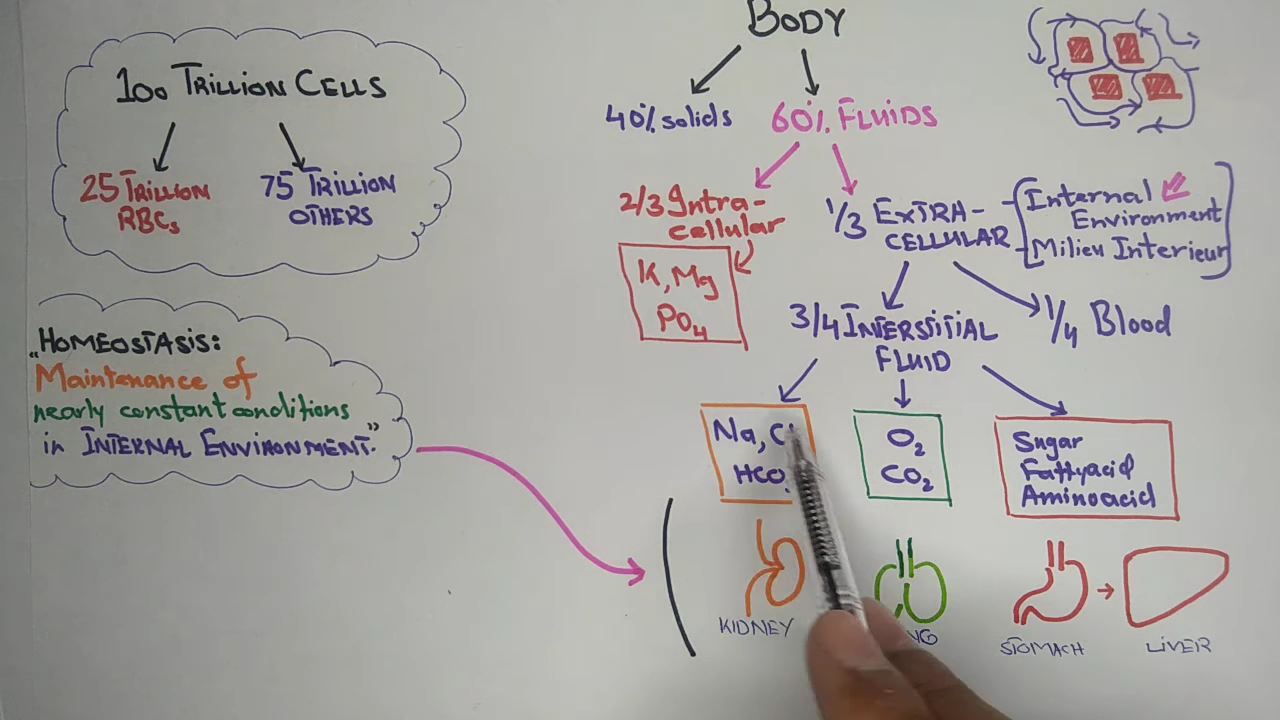 100 TRILLION CELLS
25 TRILLION
RBCs
75 TRILLION
OTHERS
„HOMEOSTASIS:
Maintenance of
nearly constant conditions
in INTERNAL ENVIRONMENT.”
BODY
40% solids
60% FLUIDS
2/3 Intra-
cellular
K, Mg
PO4
1/3 EXTRA-
CELLULAR
Internal
Environment
Milieu Interieur
3/4 INTERSTITIAL
FLUID
1/4 Blood
Na,
O2
CO2
Sugar
Fattyacid
Aminoacid
KIDNEY
STOMACH
LIVER